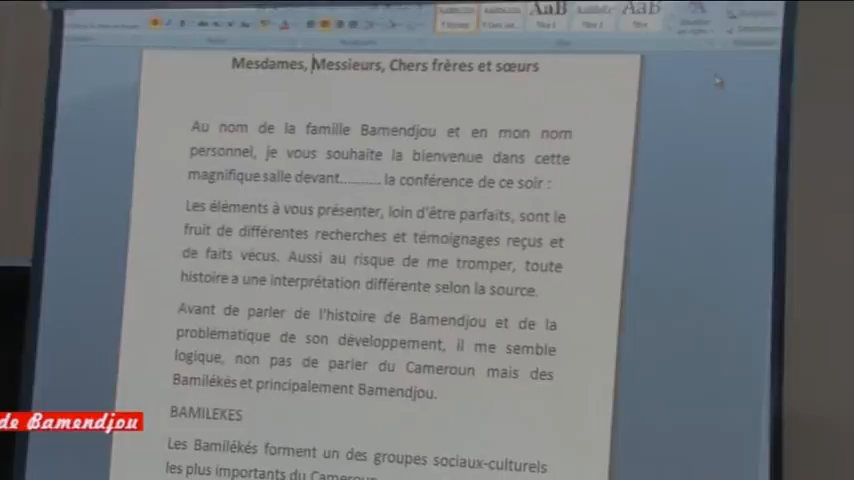 AaB
AaB
Mesdames, Messieurs, Chers frères et sœurs
Au nom de la famille Bamendjou et en mon nom
personnel, je vous souhaite la bienvenue dans cette
magnifique salle devant.......... la conférence de ce soir :
Les éléments à vous présenter, loin d'être parfaits, sont le
fruit de différentes recherches et témoignages reçus et
de faits vécus. Aussi au risque de me tromper, toute
histoire a une interprétation différente selon la source.
Avant de parler de l'histoire de Bamendjou et de la
problématique de son développement, il me semble
logique, non pas de parler du Cameroun mais des
Bamilékés et principalement Bamendjou.
BAMILEKES
de Bamendjou
Les Bamilékés forment un des groupes sociaux-culturels
les plus importants du Cameroun